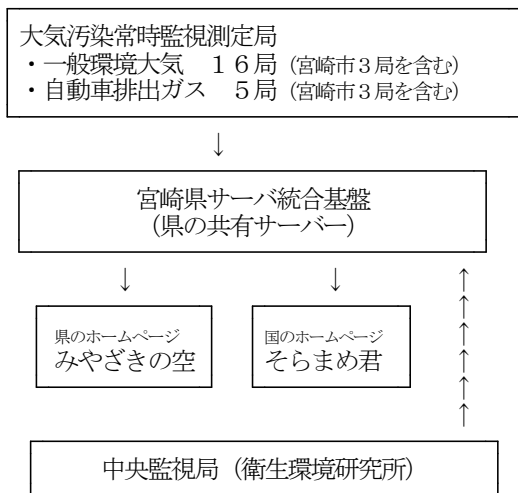 大気汚染常時監視測定局
・一般環境大気　１６局（宮崎市３局を含む）
・自動車排出ガス　５局（宮崎市３局を含む）
↓
宮崎県サーバ統合基盤
（県の共有サーバー）
↓　↓　↑↑↑↑↑↑
県のホームページ
みやざきの空
国のホームページ
そらまめ君
中央監視局（衛生環境研究所）